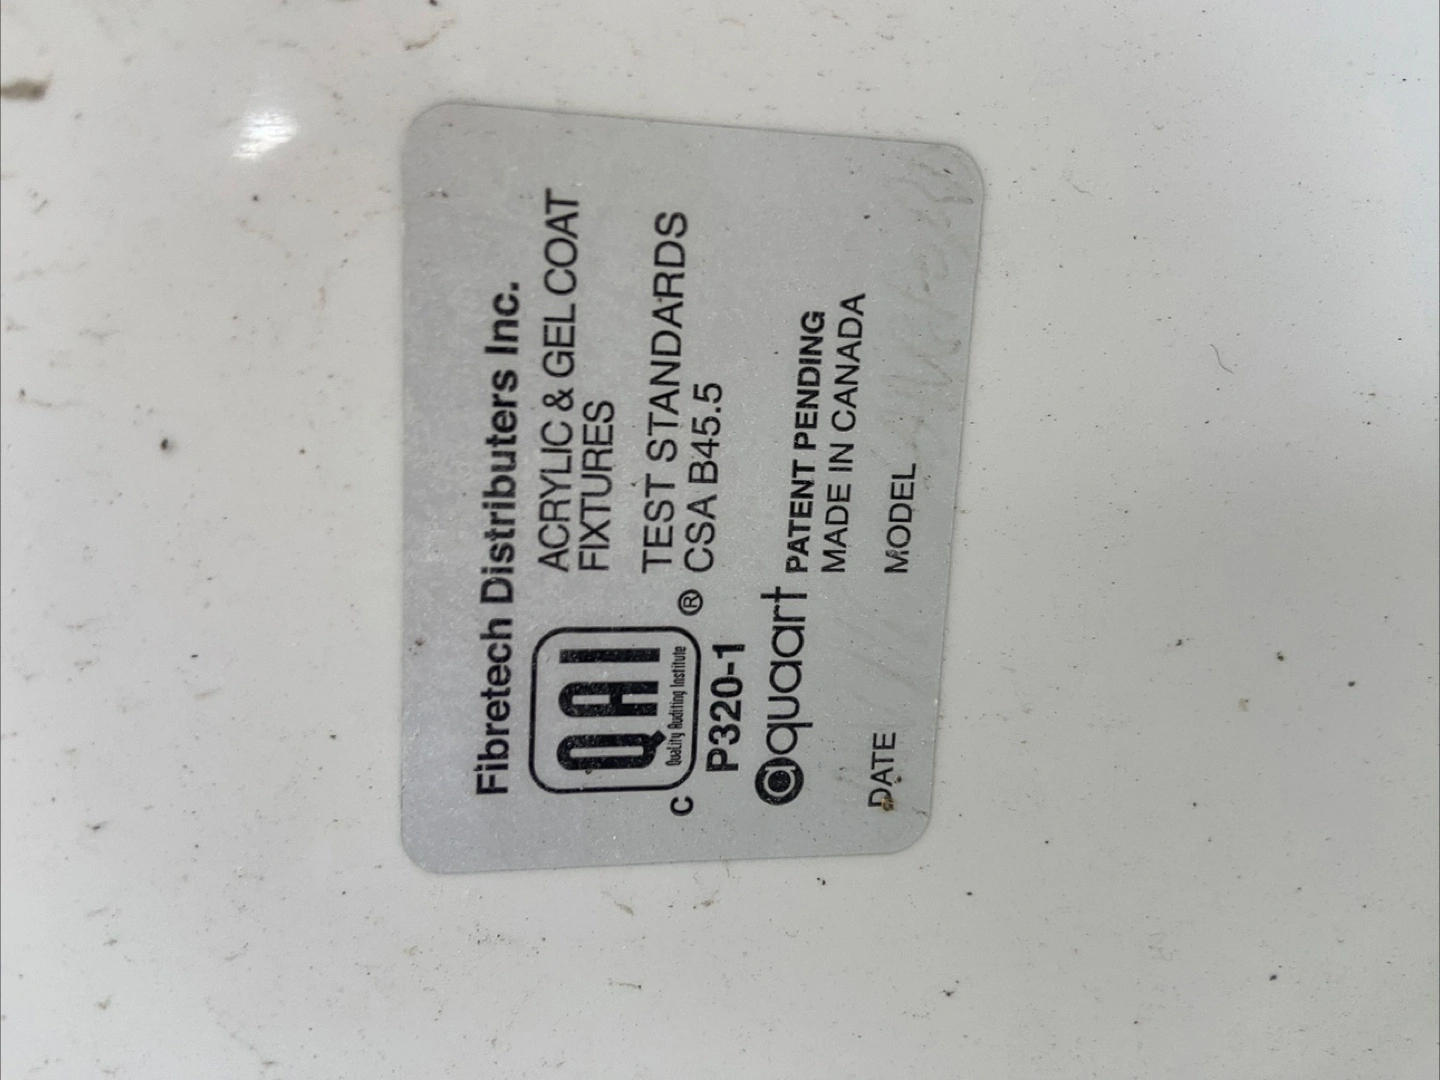 Fibretech Distributers Inc.
ACRYLIC & GEL COAT
FIXTURES
QAI
Quality Auditing Institute
C ®
TEST STANDARDS
CSA B45.5
P320-1
aquart
PATENT PENDING
MADE IN CANADA
DATE MODEL